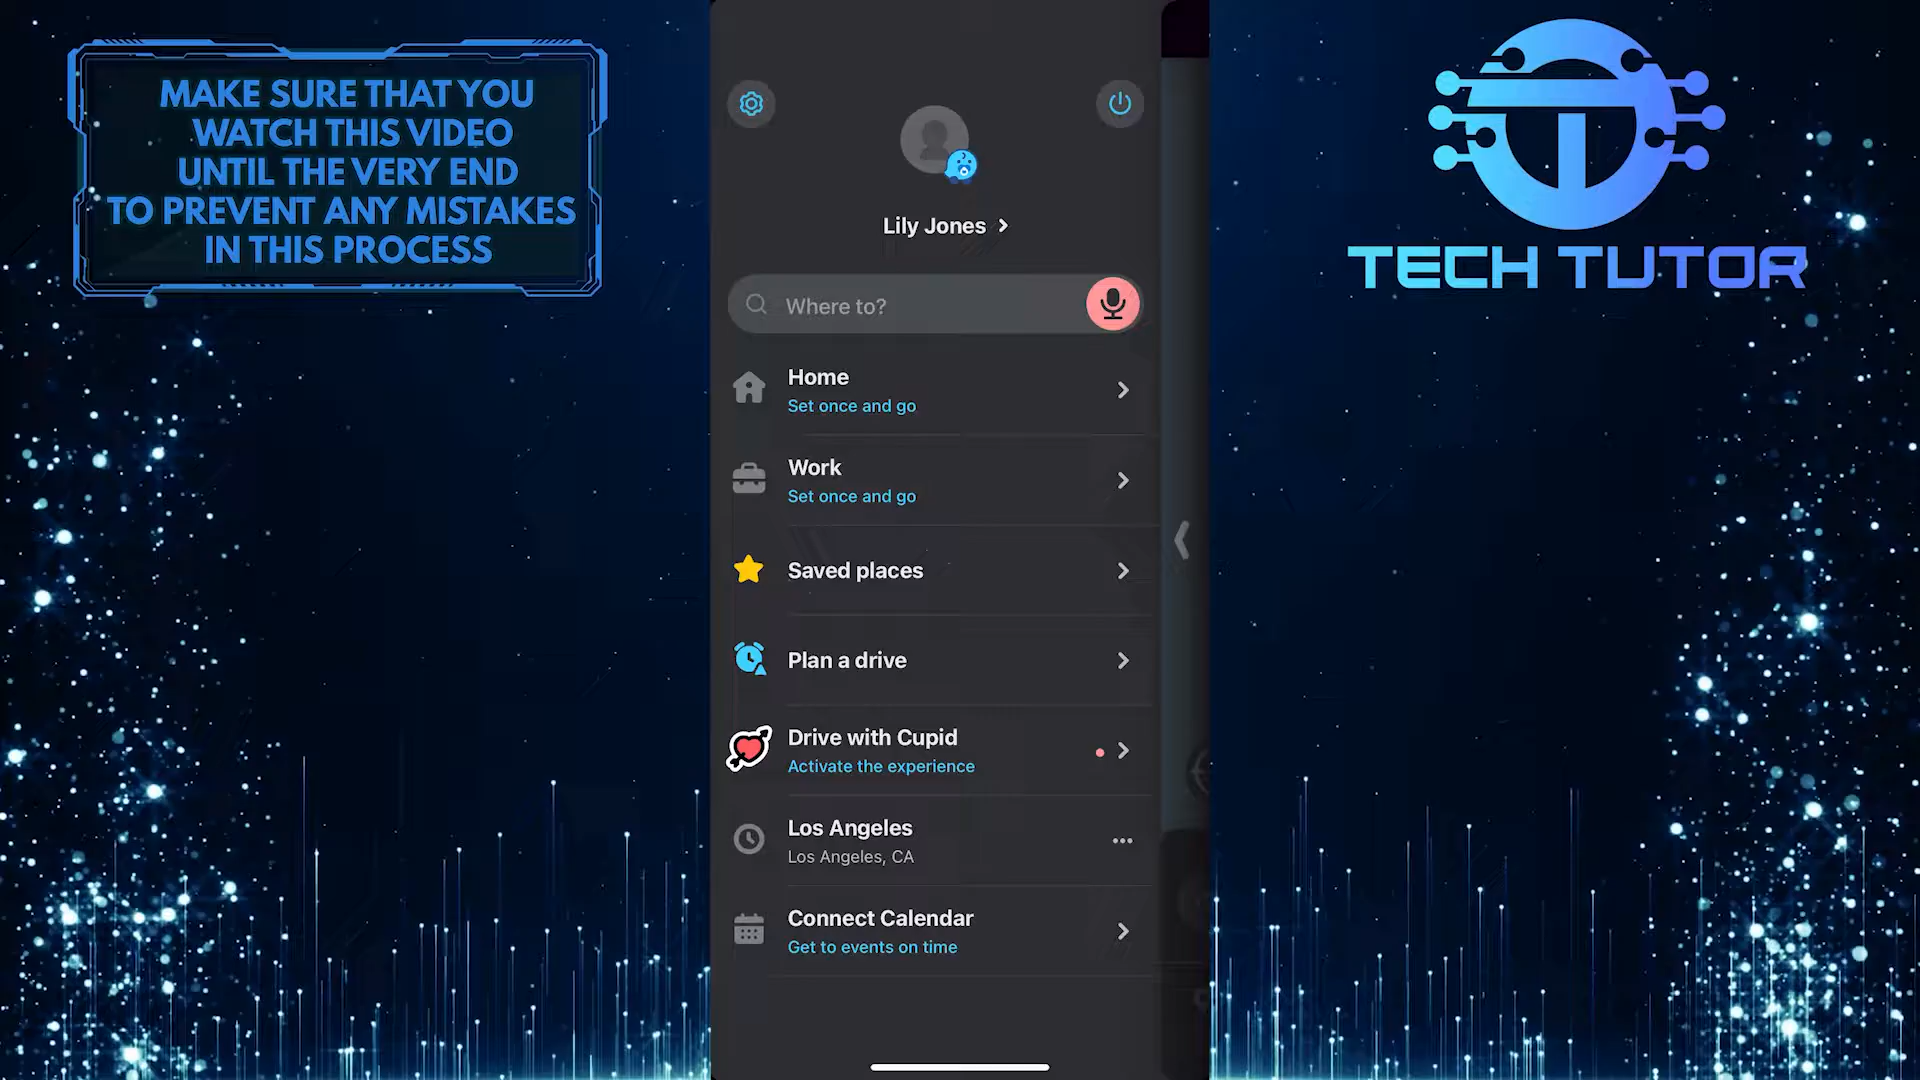 MAKE SURE THAT YOU
WATCH THIS VIDEO
UNTIL THE VERY END
TO PREVENT ANY MISTAKES
IN THIS PROCESS
TECH TUTOR
Lily Jones
Where to?
Home
Set once and go
Work
Set once and go
Saved places
Plan a drive
Drive with Cupid
Activate the experience
Los Angeles
Los Angeles, CA
Connect Calendar
Get to events on time